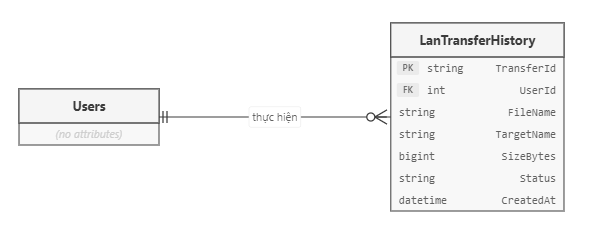 Users
(no attributes)
thực hiện
LanTransferHistory
PK string TransferId
FK int UserId
string FileName
string TargetName
bigint SizeBytes
string Status
datetime CreatedAt